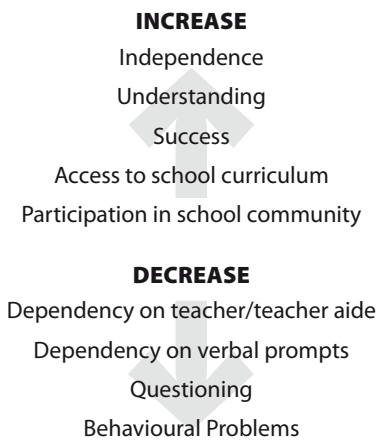 INCREASE
Independence
Understanding
Success
Access to school curriculum
Participation in school community
DECREASE
Dependency on teacher/teacher aide
Dependency on verbal prompts
Questioning
Behavioural Problems